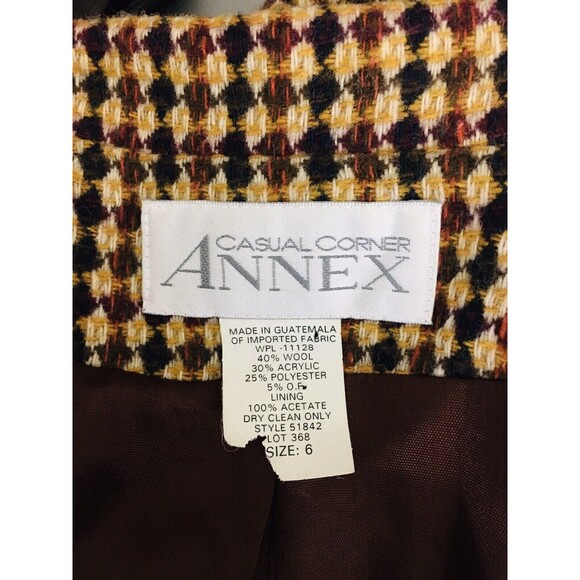 CASUAL CORNER
ANNEX
MADE IN GUATEMALA
OF IMPORTED FABRIC
WPL -11128
40% WOOL
30% ACRYLIC
25% POLYESTER
5% O.F.
LINING
100% ACETATE
DRY CLEAN ONLY
STYLE 51842
LOT 368
SIZE: 6